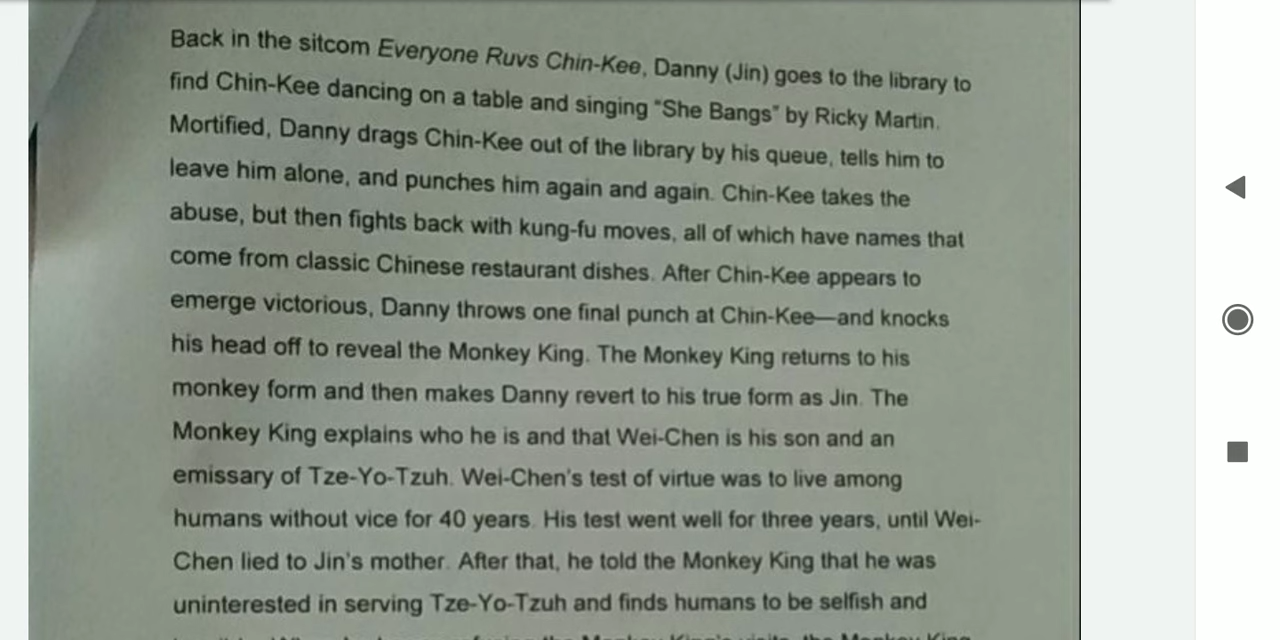 Back in the sitcom Everyone Ruvs Chin-Kee, Danny (Jin) goes to the library to
find Chin-Kee dancing on a table and singing “She Bangs” by Ricky Martin.
Mortified, Danny drags Chin-Kee out of the library by his queue, tells him to
leave him alone, and punches him again and again. Chin-Kee takes the
abuse, but then fights back with kung-fu moves, all of which have names that
come from classic Chinese restaurant dishes. After Chin-Kee appears to
emerge victorious, Danny throws one final punch at Chin-Kee—and knocks
his head off to reveal the Monkey King. The Monkey King returns to his
monkey form and then makes Danny revert to his true form as Jin. The
Monkey King explains who he is and that Wei-Chen is his son and an
emissary of Tze-Yo-Tzuh. Wei-Chen’s test of virtue was to live among
humans without vice for 40 years. His test went well for three years, until Wei-
Chen lied to Jin’s mother. After that, he told the Monkey King that he was
uninterested in serving Tze-Yo-Tzuh and finds humans to be selfish and